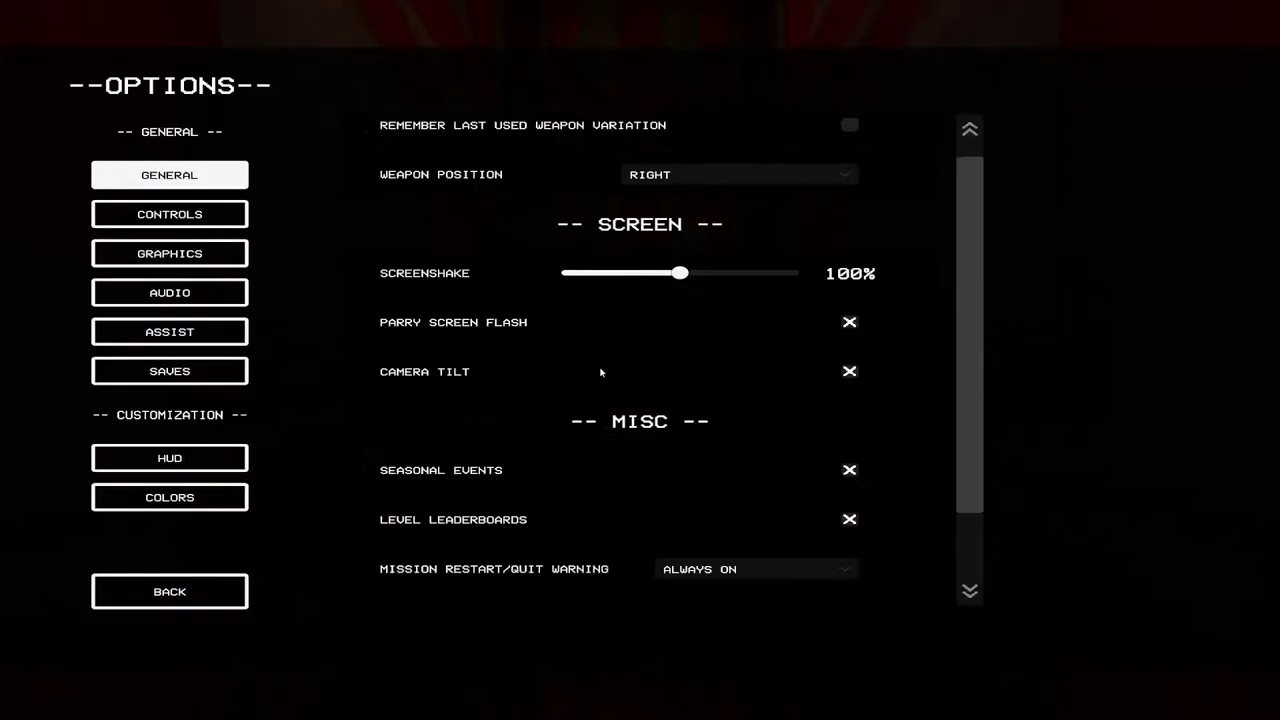 --OPTIONS--
-- GENERAL --
GENERAL
CONTROLS
GRAPHICS
AUDIO
ASSIST
SAVES
-- CUSTOMIZATION --
HUD
COLORS
BACK
REMEMBER LAST USED WEAPON VARIATION
WEAPON POSITION RIGHT
-- SCREEN --
SCREENSHAKE 100%
PARRY SCREEN FLASH
CAMERA TILT
-- MISC --
SEASONAL EVENTS
LEVEL LEADERBOARDS
MISSION RESTART/QUIT WARNING ALWAYS ON